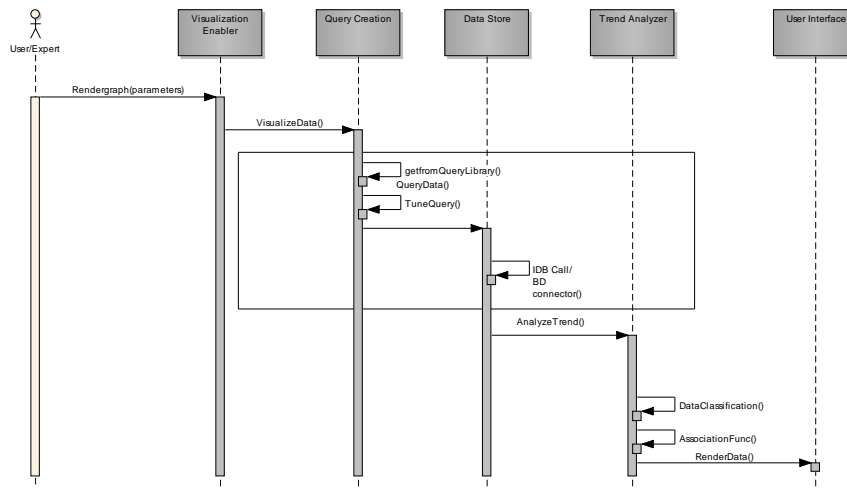 Visualization
Enabler
Query Creation
Data Store
Trend Analyzer
User Interface
User/Expert
Rendergraph(parameters)
VisualizeData()
getfromQueryLibrary()
QueryData()
TuneQuery()
IDB Call/
BD
connector()
AnalyzeTrend()
DataClassification()
AssociationFunc()
RenderData()